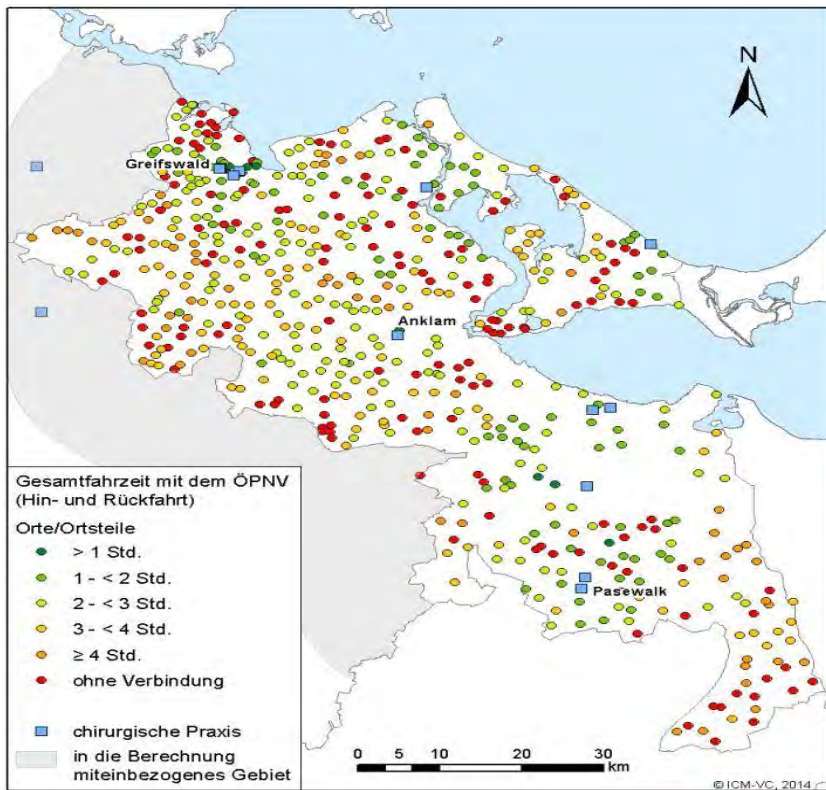 N
Greifswald
Anklam
Pasewalk
Gesamtfahrzeit mit dem ÖPNV
(Hin- und Rückfahrt)
Orte/Ortsteile
> 1 Std.
1 - < 2 Std.
2 - < 3 Std.
3 - < 4 Std.
≥ 4 Std.
ohne Verbindung
chirurgische Praxis
in die Berechnung
miteinbezogenes Gebiet
0 5 10 20 30
km
© ICM-VC, 2014